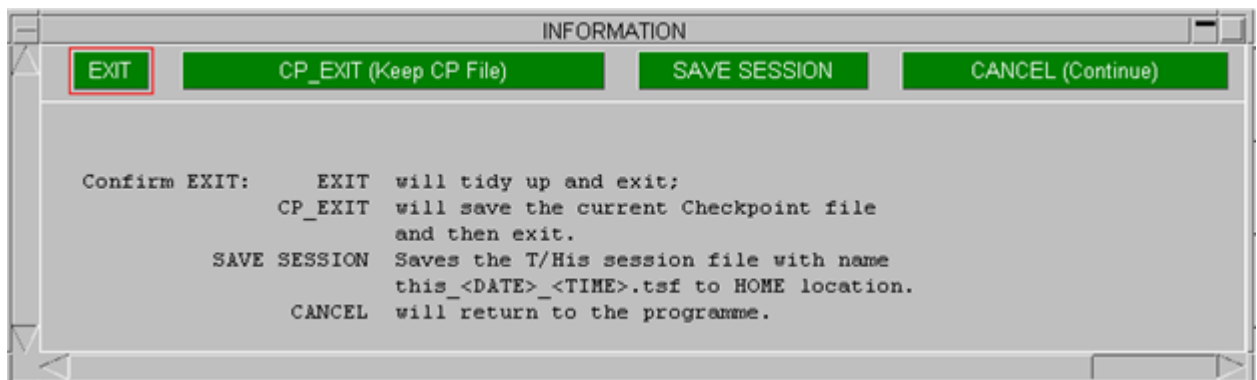 INFORMATION
EXIT CP_EXIT (Keep CP File) SAVE SESSION CANCEL (Continue)
Confirm EXIT: EXIT will tidy up and exit;
CP_EXIT will save the current Checkpoint file
and then exit.
SAVE SESSION Saves the T/His session file with name
this_<DATE>_<TIME>.tsf to HOME location.
CANCEL will return to the programme.